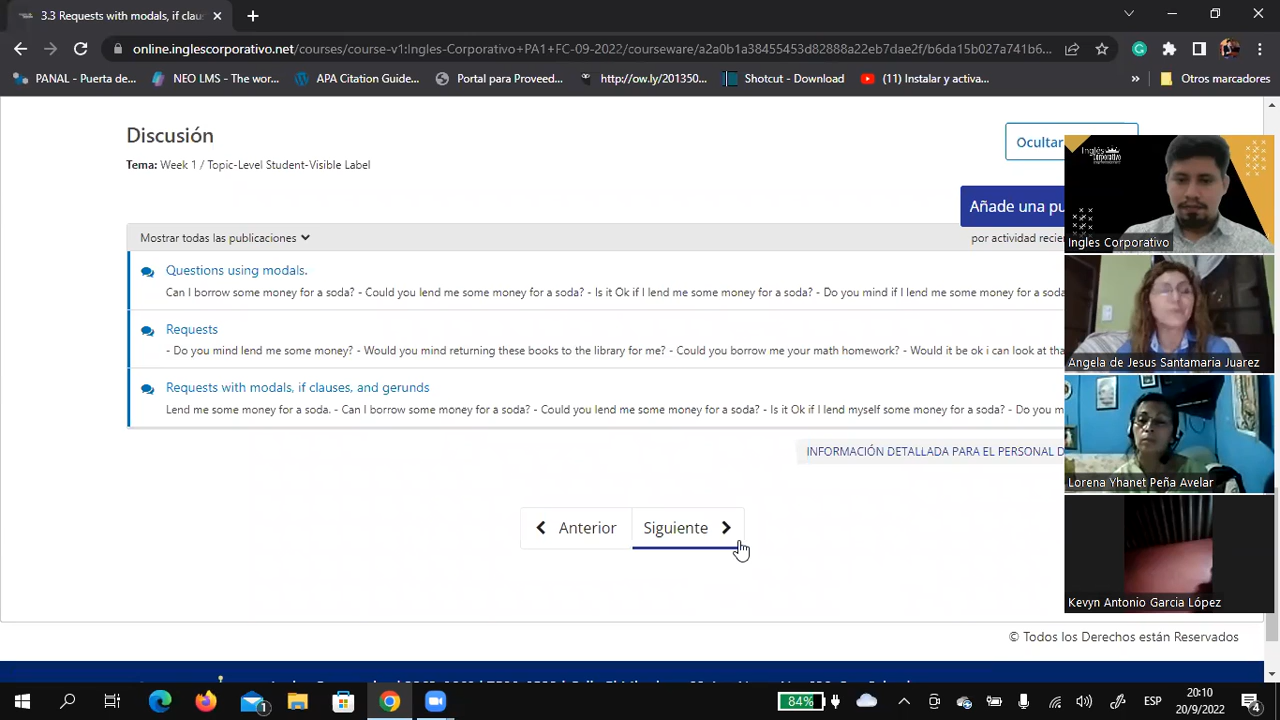 3.3 Requests with modals, if clau
online.inglescorporativo.net/courses/course-v1:Ingles-Corporativo+PA1+FC-09-2022/courseware/a2a0b1a38455453d82888a22eb7dae2f/b6da15b027a741b6...
PANAL - Puerta de...
NEO LMS - The wor...
APA Citation Guide...
Portal para Proveed...
http://ow.ly/201350...
Shotcut - Download
(11) Instalar y activa...
»
Otros marcadores
Discusión
Ocultar
Tema: Week 1 / Topic-Level Student-Visible Label
Añade una pu
Mostrar todas las publicaciones
por actividad recien
Questions using modals.
Can I borrow some money for a soda? - Could you lend me some money for a soda? - Is it Ok if I lend me some money for a soda? - Do you mind if I lend me some money for a soda
Requests
- Do you mind lend me some money? - Would you mind returning these books to the library for me? - Could you borrow me your math homework? - Would it be ok i can look at tha
Requests with modals, if clauses, and gerunds
Lend me some money for a soda. - Can I borrow some money for a soda? - Could you lend me some money for a soda? - Is it Ok if I lend myself some money for a soda? - Do you m
INFORMACIÓN DETALLADA PARA EL PERSONAL D
Anterior
Siguiente
© Todos los Derechos están Reservados
Inglés
Corporativo
Ingles Corporativo
Angela de Jesus Santamaria Juarez
Lorena Yhanet Peña Avelar
Kevyn Antonio Garcia López
1
84%
ESP
20:10
20/9/2022
4